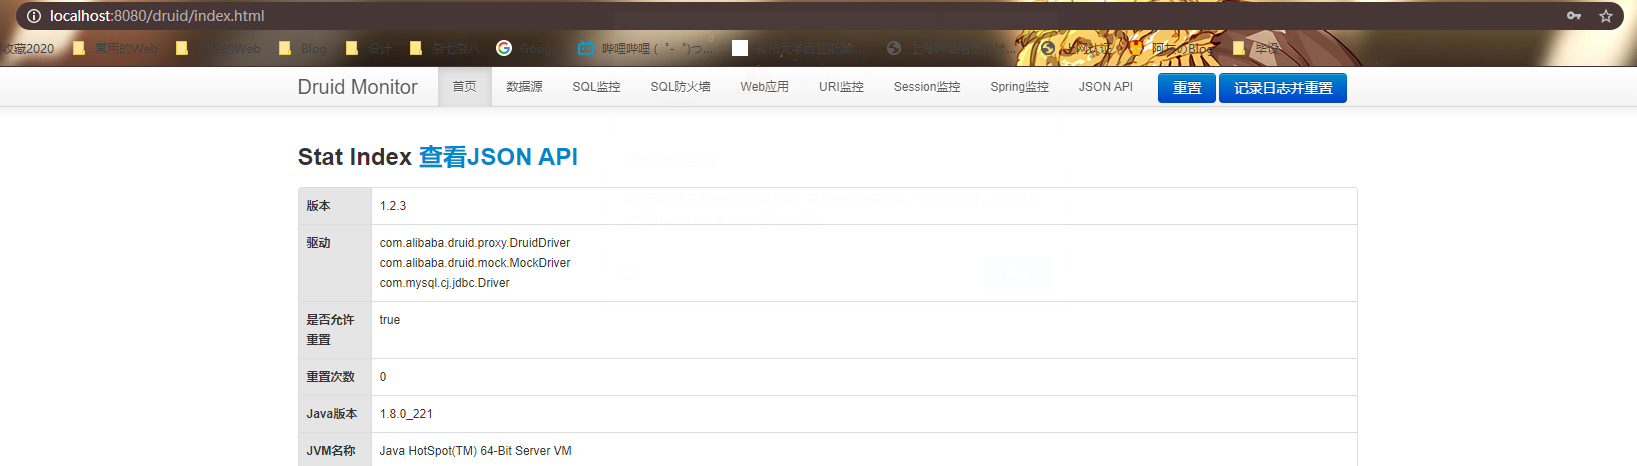 localhost:8080/druid/index.html
收藏2020 常用的Web Web Blog 设计 杂七杂八 Google 哔哩哔哩 ( ゜- ゜)つ... 上网认证 阿友のBlog 毕设
Druid Monitor 首页 数据源 SQL监控 SQL防火墙 Web应用 URI监控 Session监控 Spring监控 JSON API 重置 记录日志并重置
Stat Index 查看JSON API
版本 1.2.3
驱动 com.alibaba.druid.proxy.DruidDriver
com.alibaba.druid.mock.MockDriver
com.mysql.cj.jdbc.Driver
是否允许 true
重置
重置次数 0
Java版本 1.8.0_221
JVM名称 Java HotSpot(TM) 64-Bit Server VM